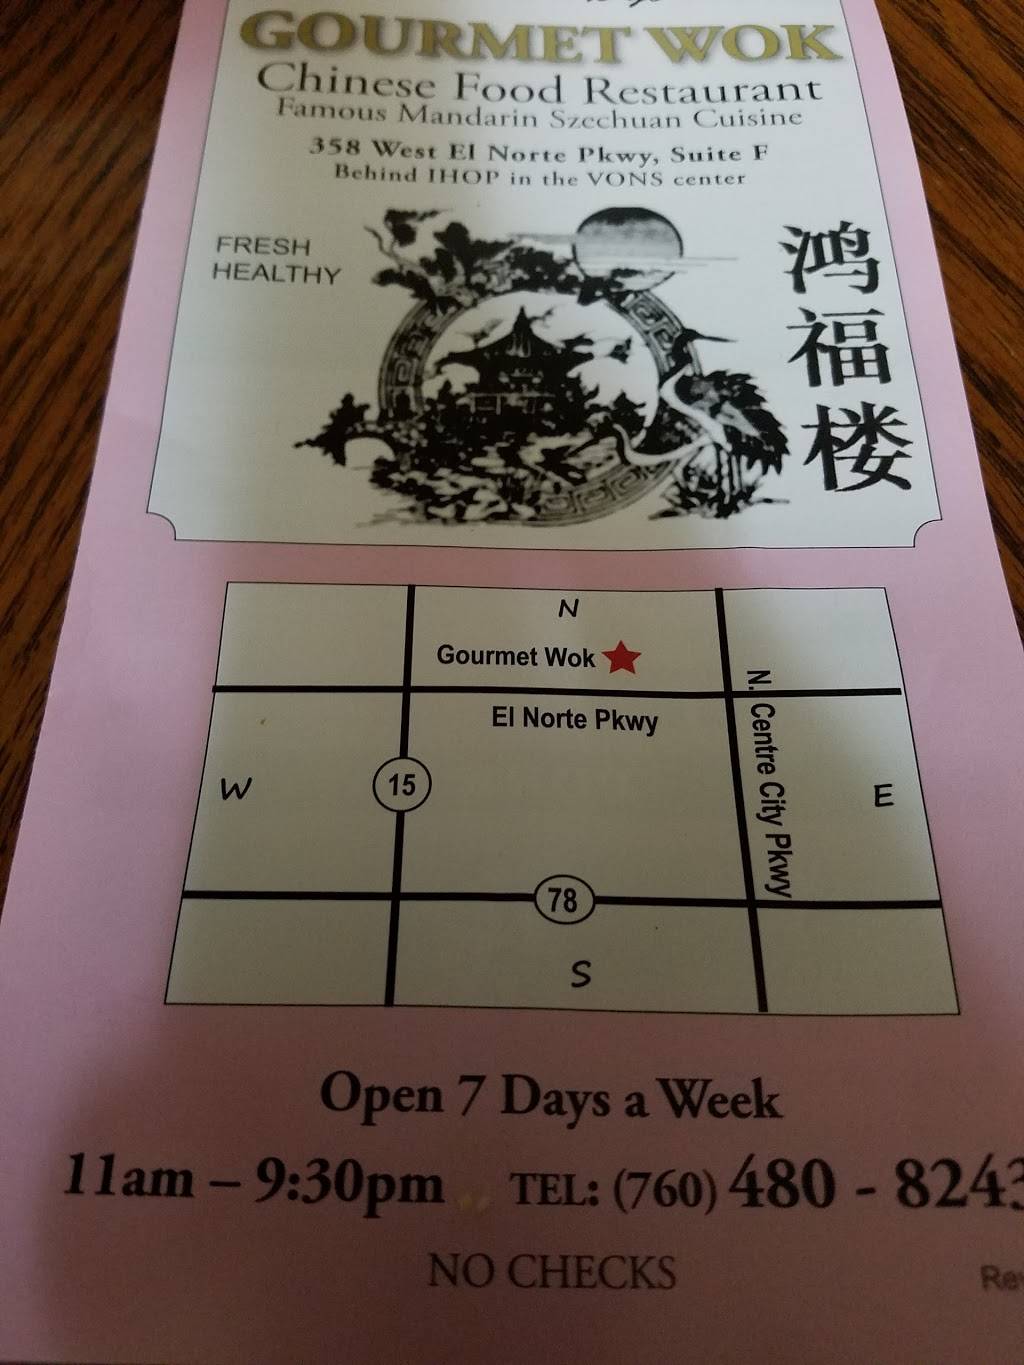 GOURMET WOK
Chinese Food Restaurant
Famous Mandarin Szechuan Cuisine
358 West El Norte Pkwy, Suite F
Behind IHOP in the VONS center
FRESH
HEALTHY
鸿福楼
N
Gourmet Wok
El Norte Pkwy
N. Centre City Pkwy
W
15
E
78
S
Open 7 Days a Week
11am – 9:30pm TEL: (760) 480 - 8243
NO CHECKS